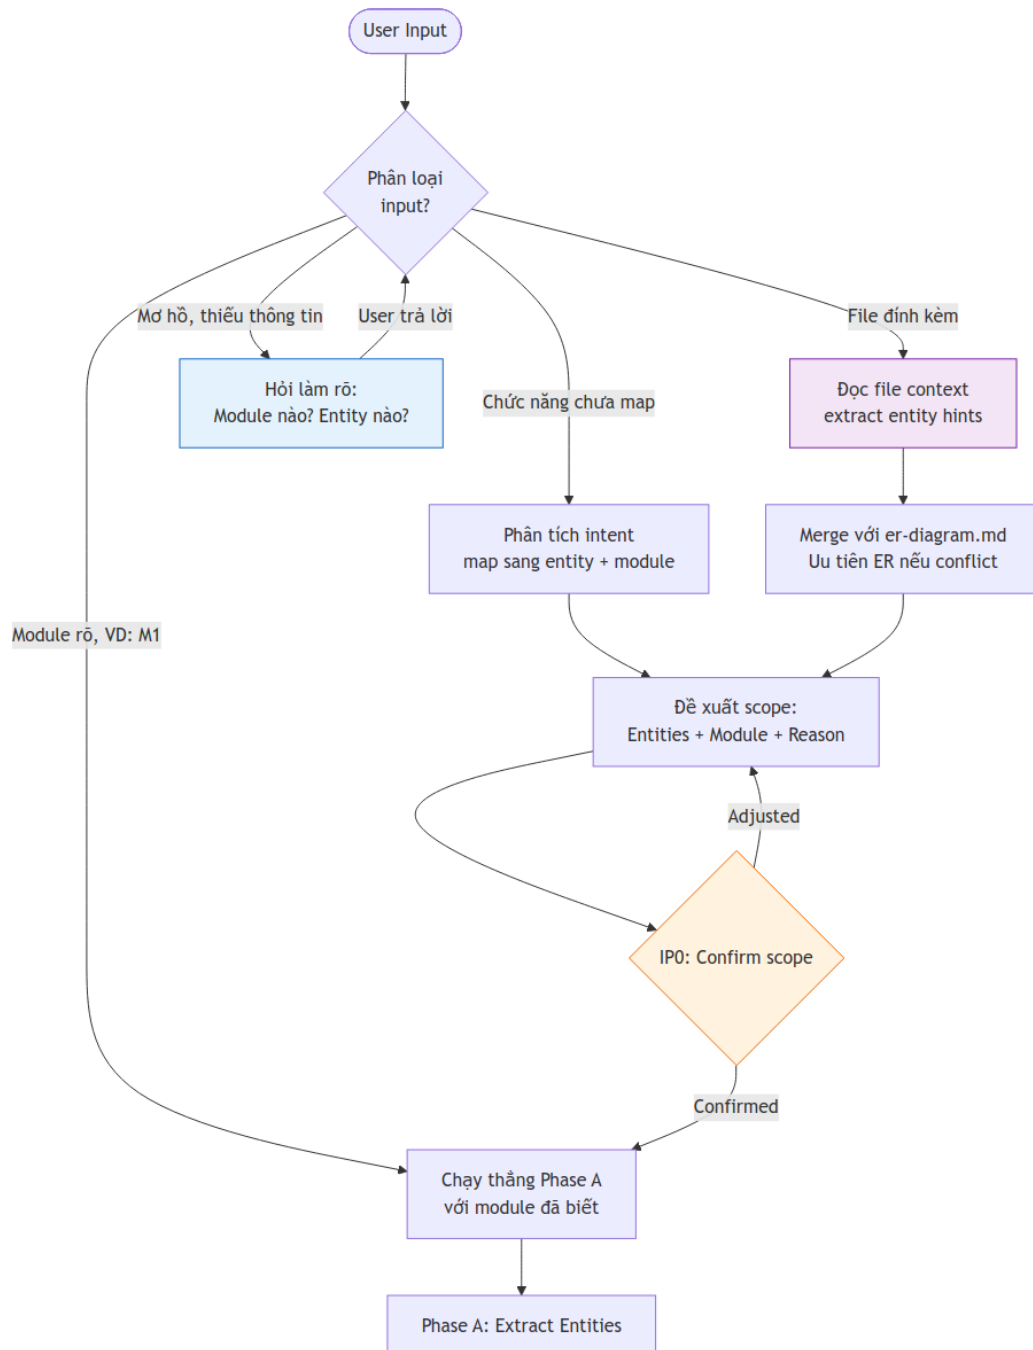 User Input
Phân loại
input?
Mơ hồ, thiếu thông tin
User trả lời
File đính kèm
Hỏi làm rõ:
Module nào? Entity nào?
Chức năng chưa map
Đọc file context
extract entity hints
Phân tích intent
map sang entity + module
Merge với er-diagram.md
Uu tiên ER nếu conflict
Module rõ, VD: M1
Đề xuất scope:
Entities + Module + Reason
Adjusted
IP0: Confirm scope
Confirmed
Chạy thẳng Phase A
với module đã biết
Phase A: Extract Entities